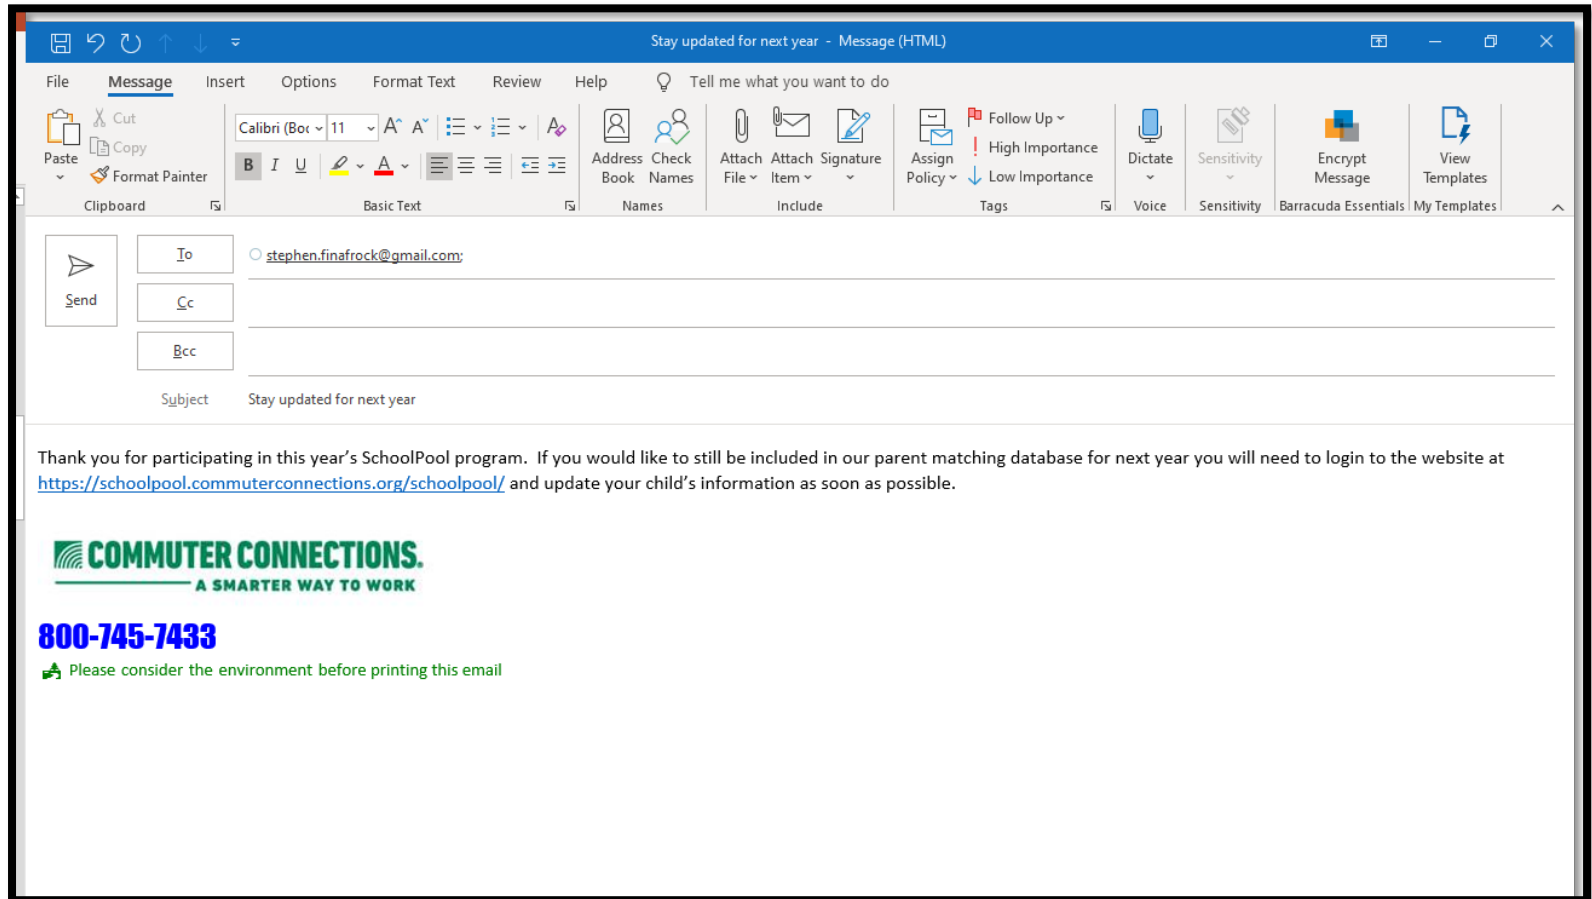 Stay updated for next year - Message (HTML)
File Message Insert Options Format Text Review Help Tell me what you want to do
Paste
Cut
Copy
Format Painter
Clipboard
Calibri (Boc 11
B I U
Basic Text
Address Book
Check Names
Names
Attach File
Attach Item
Signature
Include
Assign Policy
Follow Up
High Importance
Low Importance
Tags
Dictate
Voice
Sensitivity
Sensitivity
Encrypt Message
Barracuda Essentials
View Templates
My Templates
Send
To stephen.finafrock@gmail.com;
Cc
Bcc
Subject Stay updated for next year
Thank you for participating in this year’s SchoolPool program. If you would like to still be included in our parent matching database for next year you will need to login to the website at
https://schoolpool.commuterconnections.org/schoolpool/ and update your child’s information as soon as possible.
COMMUTER CONNECTIONS.
A SMARTER WAY TO WORK
800-745-7433
Please consider the environment before printing this email